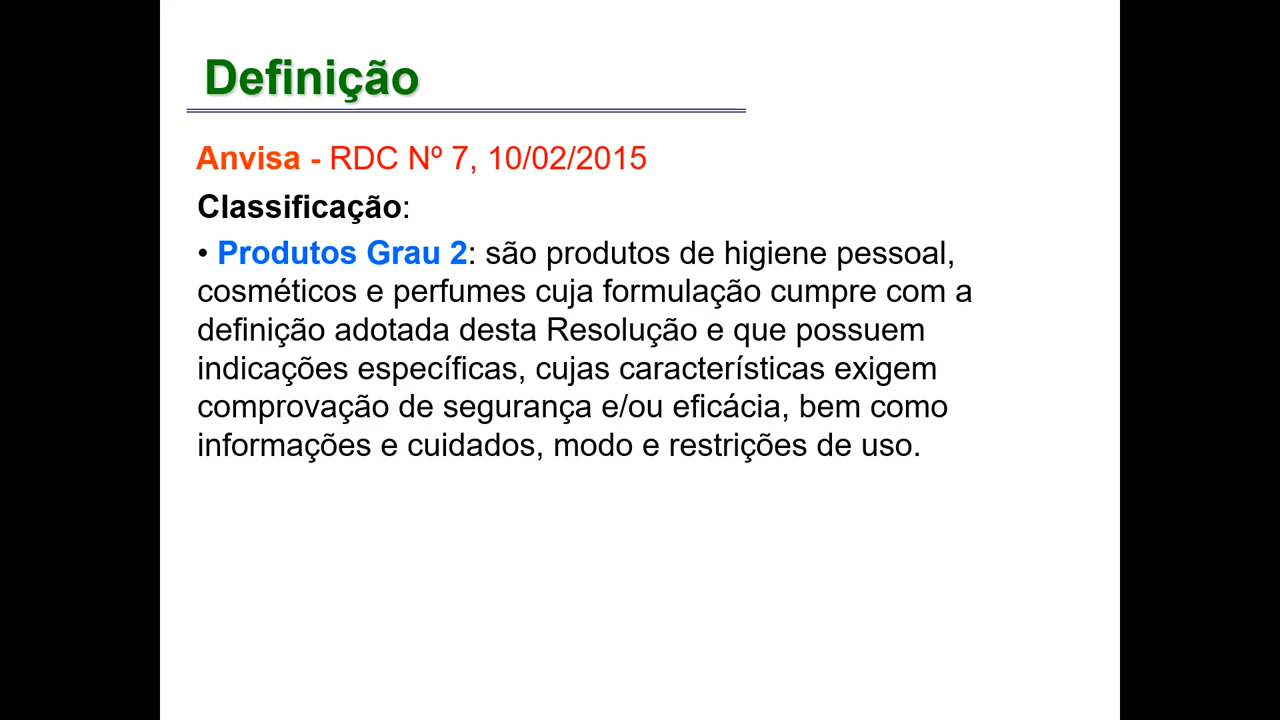 Definição
Anvisa - RDC Nº 7, 10/02/2015
Classificação:
• Produtos Grau 2: são produtos de higiene pessoal,
cosméticos e perfumes cuja formulação cumpre com a
definição adotada desta Resolução e que possuem
indicações específicas, cujas características exigem
comprovação de segurança e/ou eficácia, bem como
informações e cuidados, modo e restrições de uso.